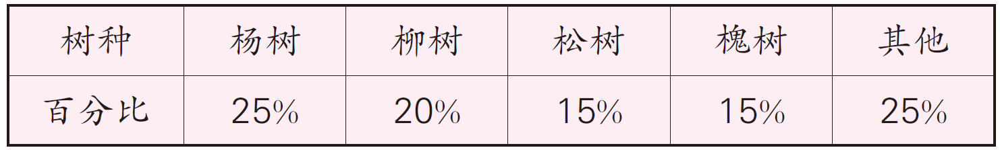 树种 杨树 柳树 松树 槐树 其他
百分比 25% 20% 15% 15% 25%